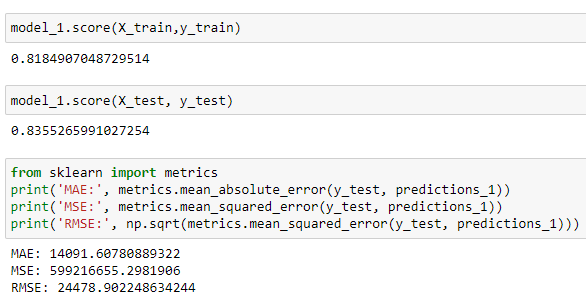 model_1.score(X_train,y_train)
0.8184907048729514
model_1.score(X_test, y_test)
0.8355265991027254
from sklearn import metrics
print('MAE:', metrics.mean_absolute_error(y_test, predictions_1))
print('MSE:', metrics.mean_squared_error(y_test, predictions_1))
print('RMSE:', np.sqrt(metrics.mean_squared_error(y_test, predictions_1)))
MAE: 14091.60780889322
MSE: 599216655.2981906
RMSE: 24478.902248634244